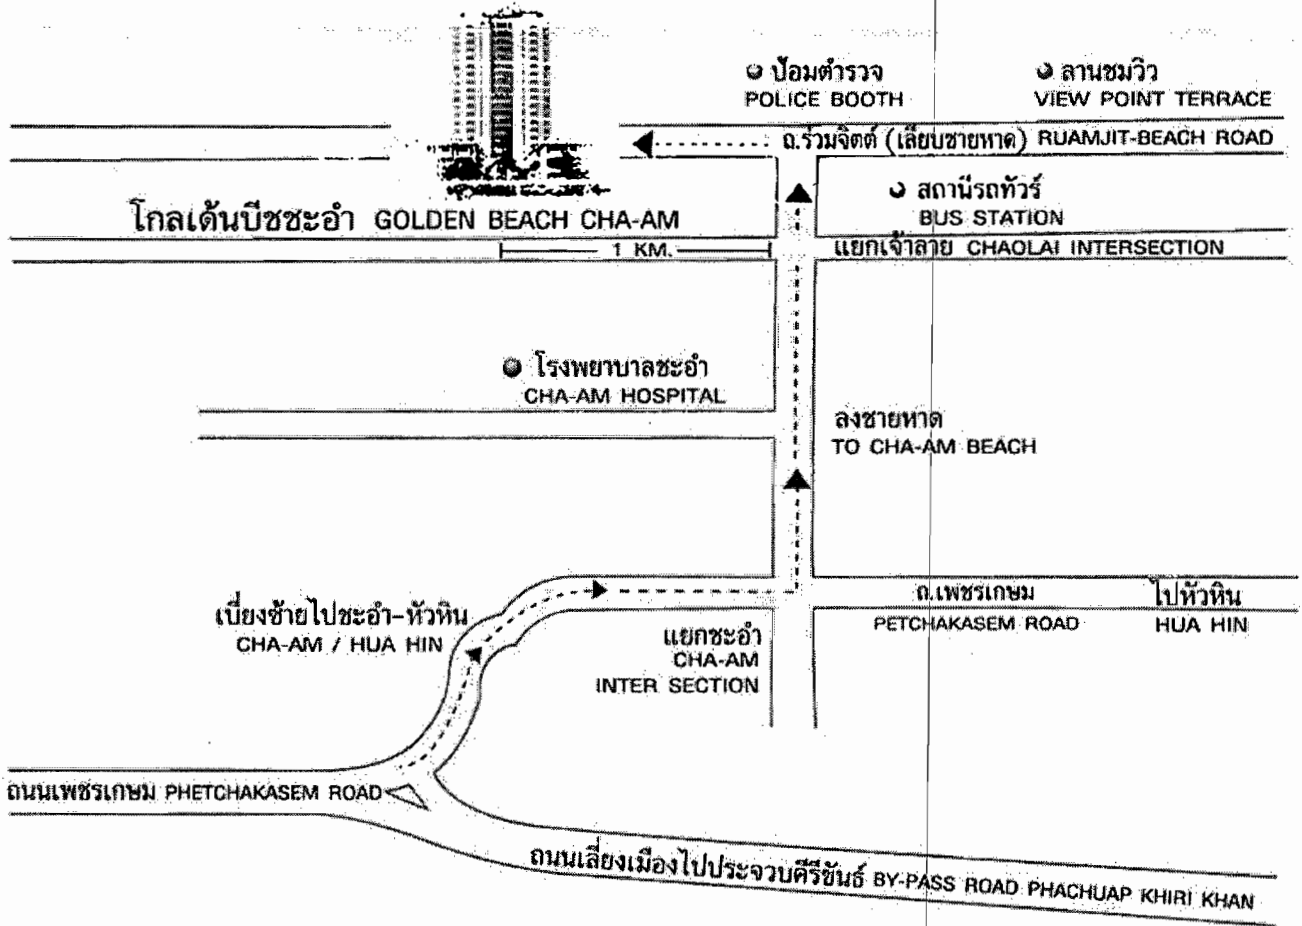 ป้อมตำรวจ
POLICE BOOTH
ลานชมวิว
VIEW POINT TERRACE
ถ.ร่วมจิตต์ (เลียบชายหาด) RUAMJIT-BEACH ROAD
สถานีรถทัวร์
BUS STATION
โกลเด้นบีชชะอำ GOLDEN BEACH CHA-AM
1 KM.
แยกเจ้าลาย CHAOLAI INTERSECTION
โรงพยาบาลชะอำ
CHA-AM HOSPITAL
ลงชายหาด
TO CHA-AM BEACH
เบี่ยงซ้ายไปชะอำ-หัวหิน
CHA-AM / HUA HIN
แยกชะอำ
CHA-AM
INTER SECTION
ถ.เพชรเกษม
PETCHAKASEM ROAD
ไปหัวหิน
HUA HIN
ถนนเพชรเกษม PHETCHAKASEM ROAD
ถนนเลี่ยงเมืองไปประจวบคีรีขันธ์ BY-PASS ROAD PHACHUAP KHIRI KHAN